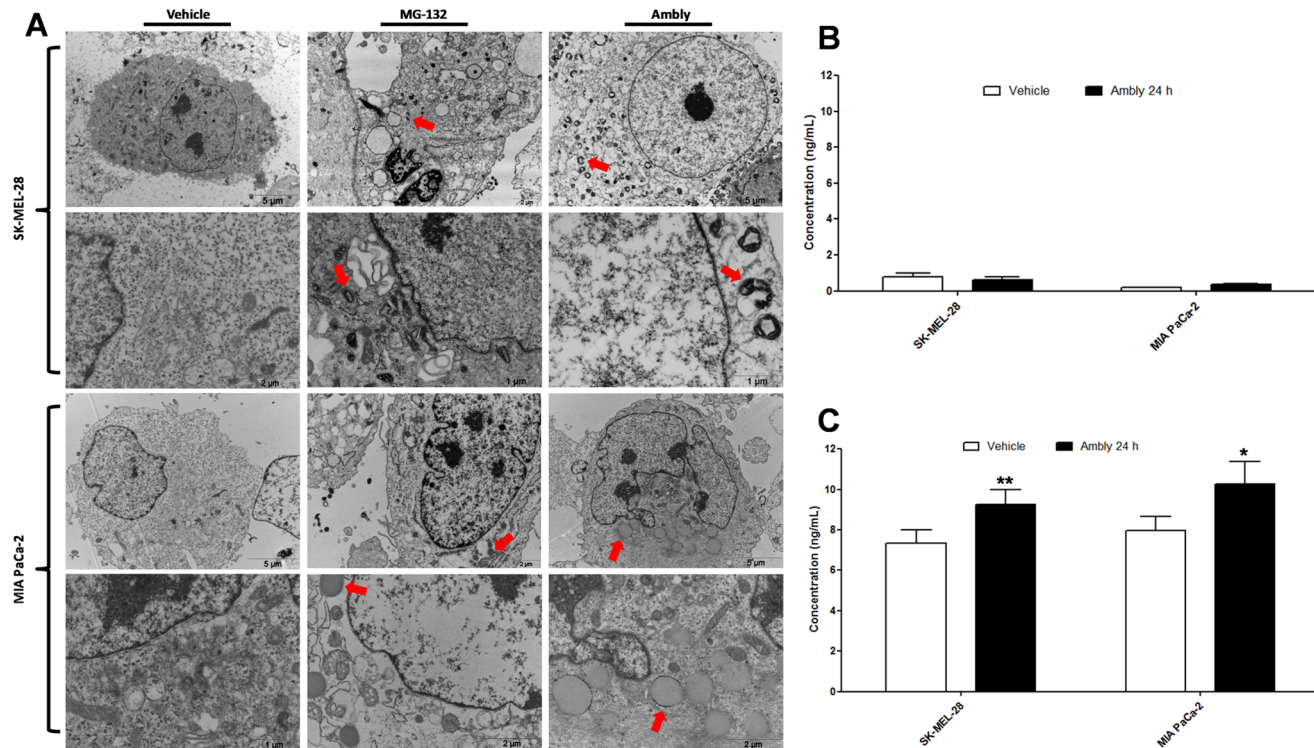 A
Vehicle
MG-132
Ambly
SK-MEL-28
5 µm
2 µm
5 µm
2 µm
1 µm
1 µm
MIA PaCa-2
5 µm
2 µm
5 µm
1 µm
2 µm
2 µm
B
Vehicle
Ambly 24 h
Concentration (ng/mL)
12
10
8
6
4
2
0
SK-MEL-28
MIA PaCa-2
C
Vehicle
Ambly 24 h
Concentration (ng/mL)
12
10
8
6
4
2
0
**
*
SK-MEL-28
MIA PaCa-2